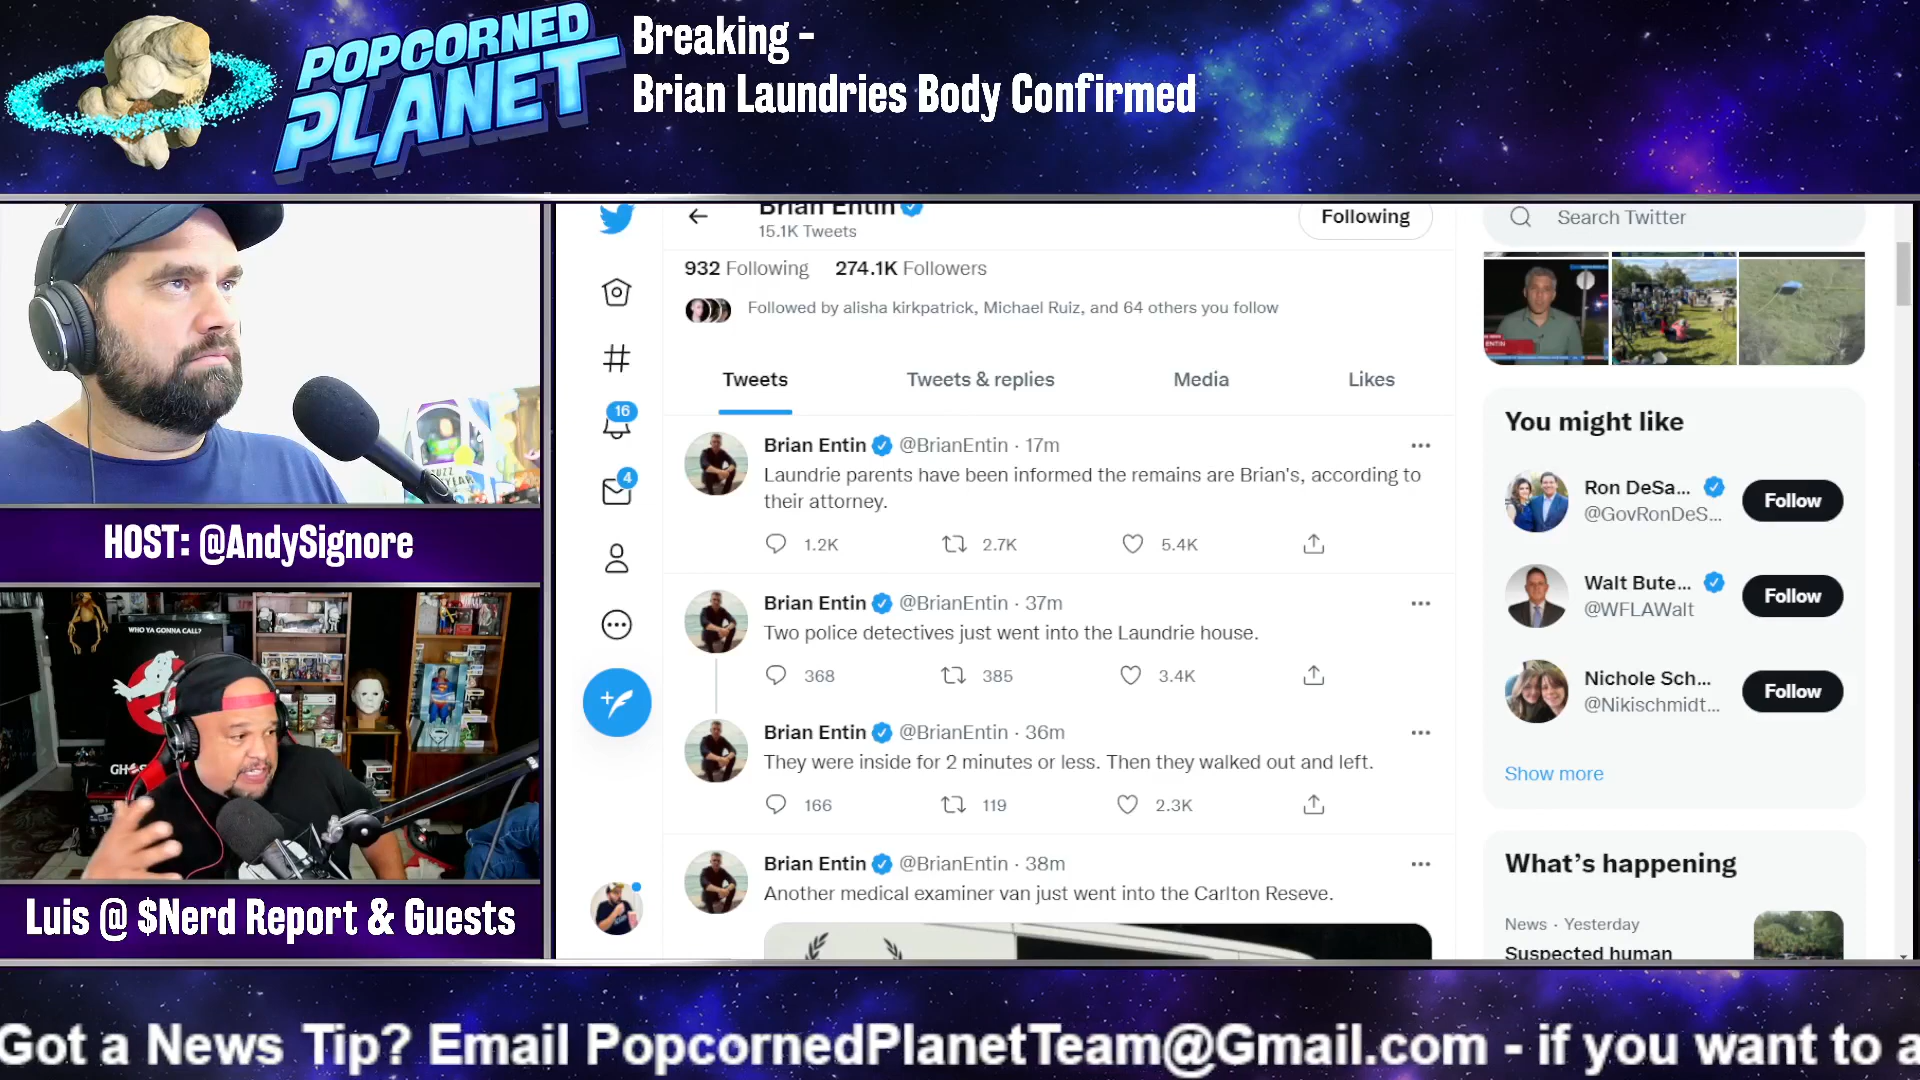 POPCORNED
PLANET
Breaking -
Brian Laundries Body Confirmed
Brian Entin
15.1K Tweets
Following
Search Twitter
932 Following 274.1K Followers
Followed by alisha kirkpatrick, Michael Ruiz, and 64 others you follow
Tweets
Tweets & replies
Media
Likes
16
4
Brian Entin @BrianEntin · 17m
Laundrie parents have been informed the remains are Brian's, according to
their attorney.
1.2K
2.7K
5.4K
Brian Entin @BrianEntin · 37m
Two police detectives just went into the Laundrie house.
368
385
3.4K
Brian Entin @BrianEntin · 36m
They were inside for 2 minutes or less. Then they walked out and left.
166
119
2.3K
Brian Entin @BrianEntin · 38m
Another medical examiner van just went into the Carlton Reseve.
ENTIN
You might like
Ron DeSa...
@GovRonDeS...
Follow
Walt Bute...
@WFLAWalt
Follow
Nichole Sch...
@Nikischmidt...
Follow
Show more
What's happening
News · Yesterday
Suspected human
HOST: @AndySignore
WHO YA GONNA CALL?
Luis @ $Nerd Report & Guests
Got a News Tip? Email PopcornedPlanetTeam@Gmail.com - if you want to a